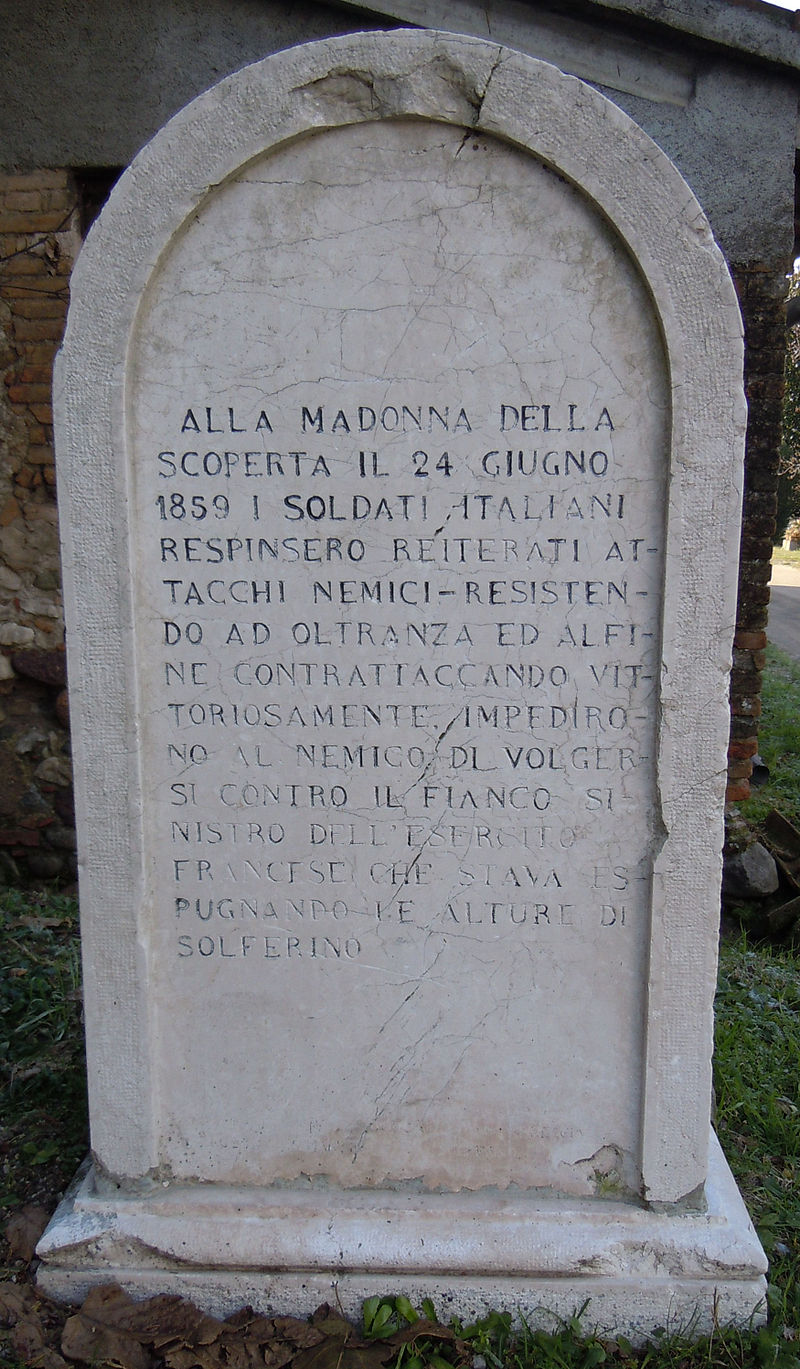 ALLA MADONNA DELLA
SCOPERTA IL 24 GIUGNO
1859 I SOLDATI ITALIANI
RESPINSERO REITERATI AT-
TACCHI NEMICI-RESISTEN-
DO AD OLTRANZA ED ALFI-
NE CONTRATTACCANDO VIT-
TORIOSAMENTE, IMPEDIRO-
NO AL NEMICO DI VOLGER-
SI CONTRO IL FIANCO SI-
NISTRO DELL'ESERCITO
FRANCESE CHE STAVA ES-
PUGNANDO LE ALTURE DI
SOLFERINO